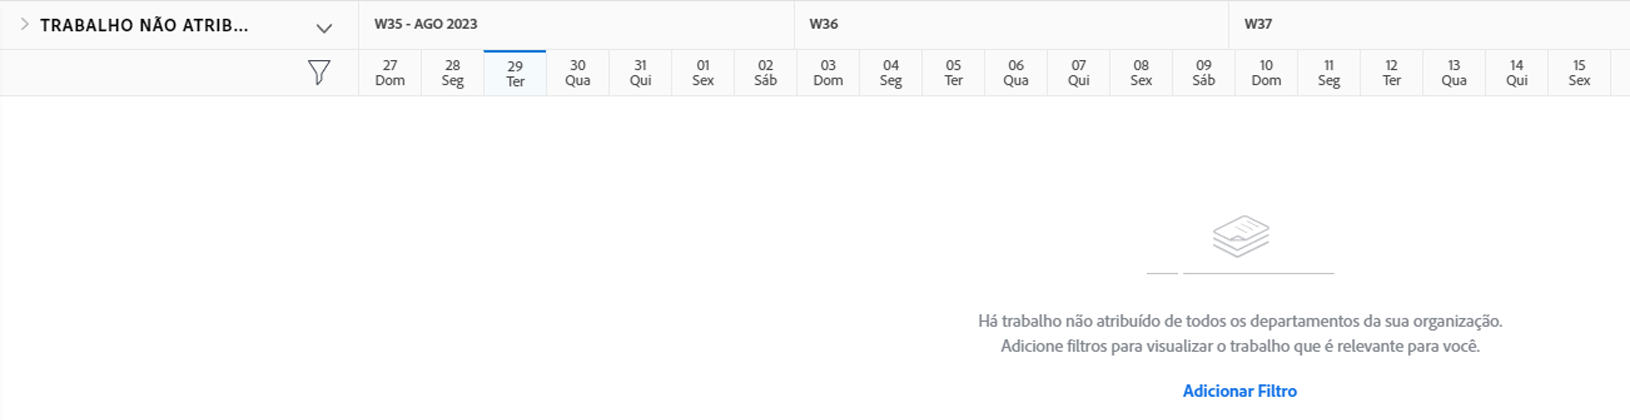 TRABALHO NÃO ATRIB...
W35 - AGO 2023
W36
W37
27 28 29 30 31 01 02 03 04 05 06 07 08 09 10 11 12 13 14 15
Dom Seg Ter Qua Qui Sex Sáb Dom Seg Ter Qua Qui Sex Sáb Dom Seg Ter Qua Qui Sex
Há trabalho não atribuído de todos os departamentos da sua organização.
Adicione filtros para visualizar o trabalho que é relevante para você.
Adicionar Filtro